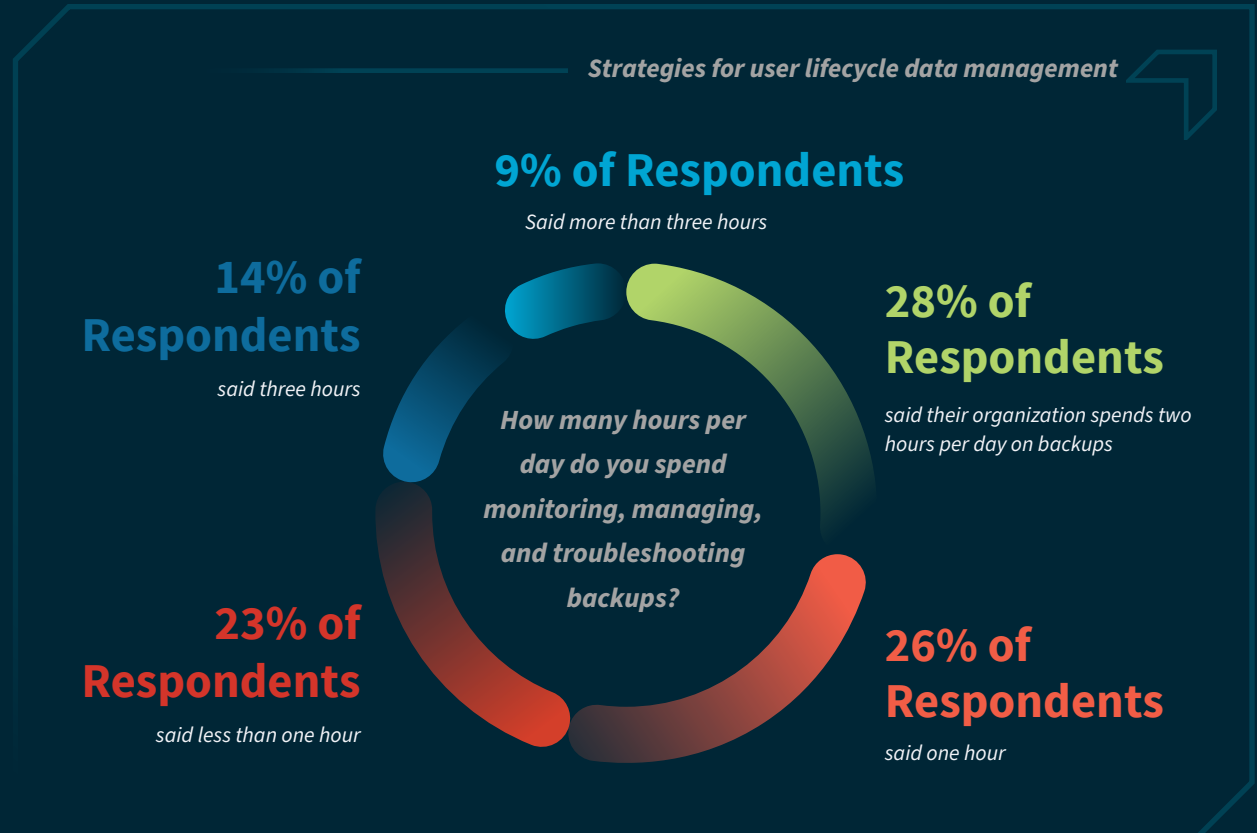 Strategies for user lifecycle data management
9% of Respondents
Said more than three hours
14% of
Respondents
said three hours
28% of
Respondents
said their organization spends two
hours per day on backups
How many hours per
day do you spend
monitoring, managing,
and troubleshooting
backups?
23% of
Respondents
said less than one hour
26% of
Respondents
said one hour